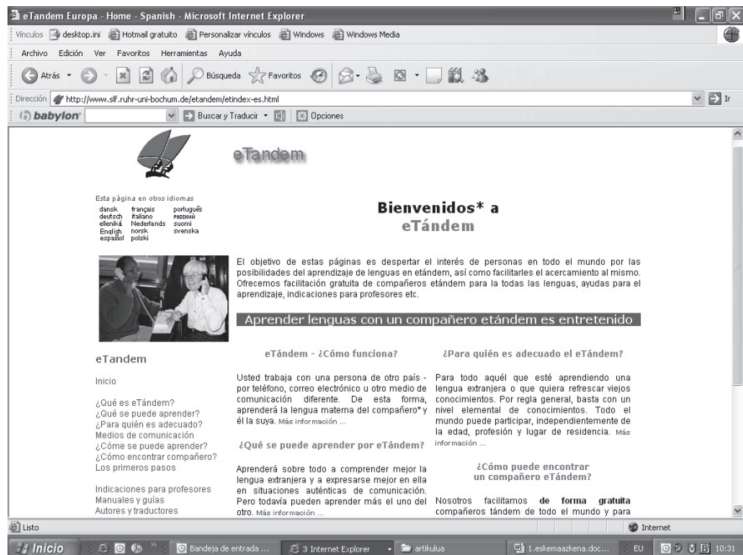 eTandem Europa - Home - Spanish - Microsoft Internet Explorer
Vínculos desktop.ini Hotmail gratuito Personalizar vínculos Windows Windows Media
Archivo Edición Ver Favoritos Herramientas Ayuda
Atrás Búsqueda Favoritos
Dirección http://www.slf.ruhr-uni-bochum.de/etandem/etindex-es.html Ir
babylon Buscar y Traducir Opciones
eTandem
Esta página en otros idiomas
dansk français português
deutsch italiano русский
elleniká Nederlands suomi
English norsk svenska
español polski
Bienvenidos* a
eTándem
El objetivo de estas páginas es despertar el interés de personas en todo el mundo por las
posibilidades del aprendizaje de lenguas en etándem, así como facilitarles el acercamiento al mismo.
Ofrecemos facilitación gratuita de compañeros etándem para la todas las lenguas, ayudas para el
aprendizaje, indicaciones para profesores etc.
Aprender lenguas con un compañero etándem es entretenido
eTandem
Inicio
¿Qué es eTándem?
¿Qué se puede aprender?
¿Para quién es adecuado?
Medios de comunicación
¿Cóme se puede aprender?
¿Cómo encontrar compañero?
Los primeros pasos
Indicaciones para profesores
Manuales y guías
Autores y traductores
eTándem - ¿Cómo funciona?
Usted trabaja con una persona de otro país -
por teléfono, correo electrónico u otro medio de
comunicación diferente. De esta forma,
aprenderá la lengua materna del compañero* y
él la suya. Más información ...
¿Qué se puede aprender por eTándem?
Aprenderá sobre todo a comprender mejor la
lengua extranjera y a expresarse mejor en ella
en situaciones auténticas de comunicación.
Pero todavía pueden aprender más el uno del
otro. Más información ...
¿Para quién es adecuado el eTándem?
Para todo aquél que esté aprendiendo una
lengua extranjera o que quiera refrescar viejos
conocimientos. Por regla general, basta con un
nivel elemental de conocimientos. Todo el
mundo puede participar, independientemente de
la edad, profesión y lugar de residencia. Más
información ...
¿Cómo puede encontrar
un compañero eTándem?
Nosotros facilitamos de forma gratuita
compañeros tándem de todo el mundo y para
Listo Internet
Inicio Bandeja de entrada ... 3 Internet Explorer artikulua 1.eskemaazkena.doc... EU 10:31